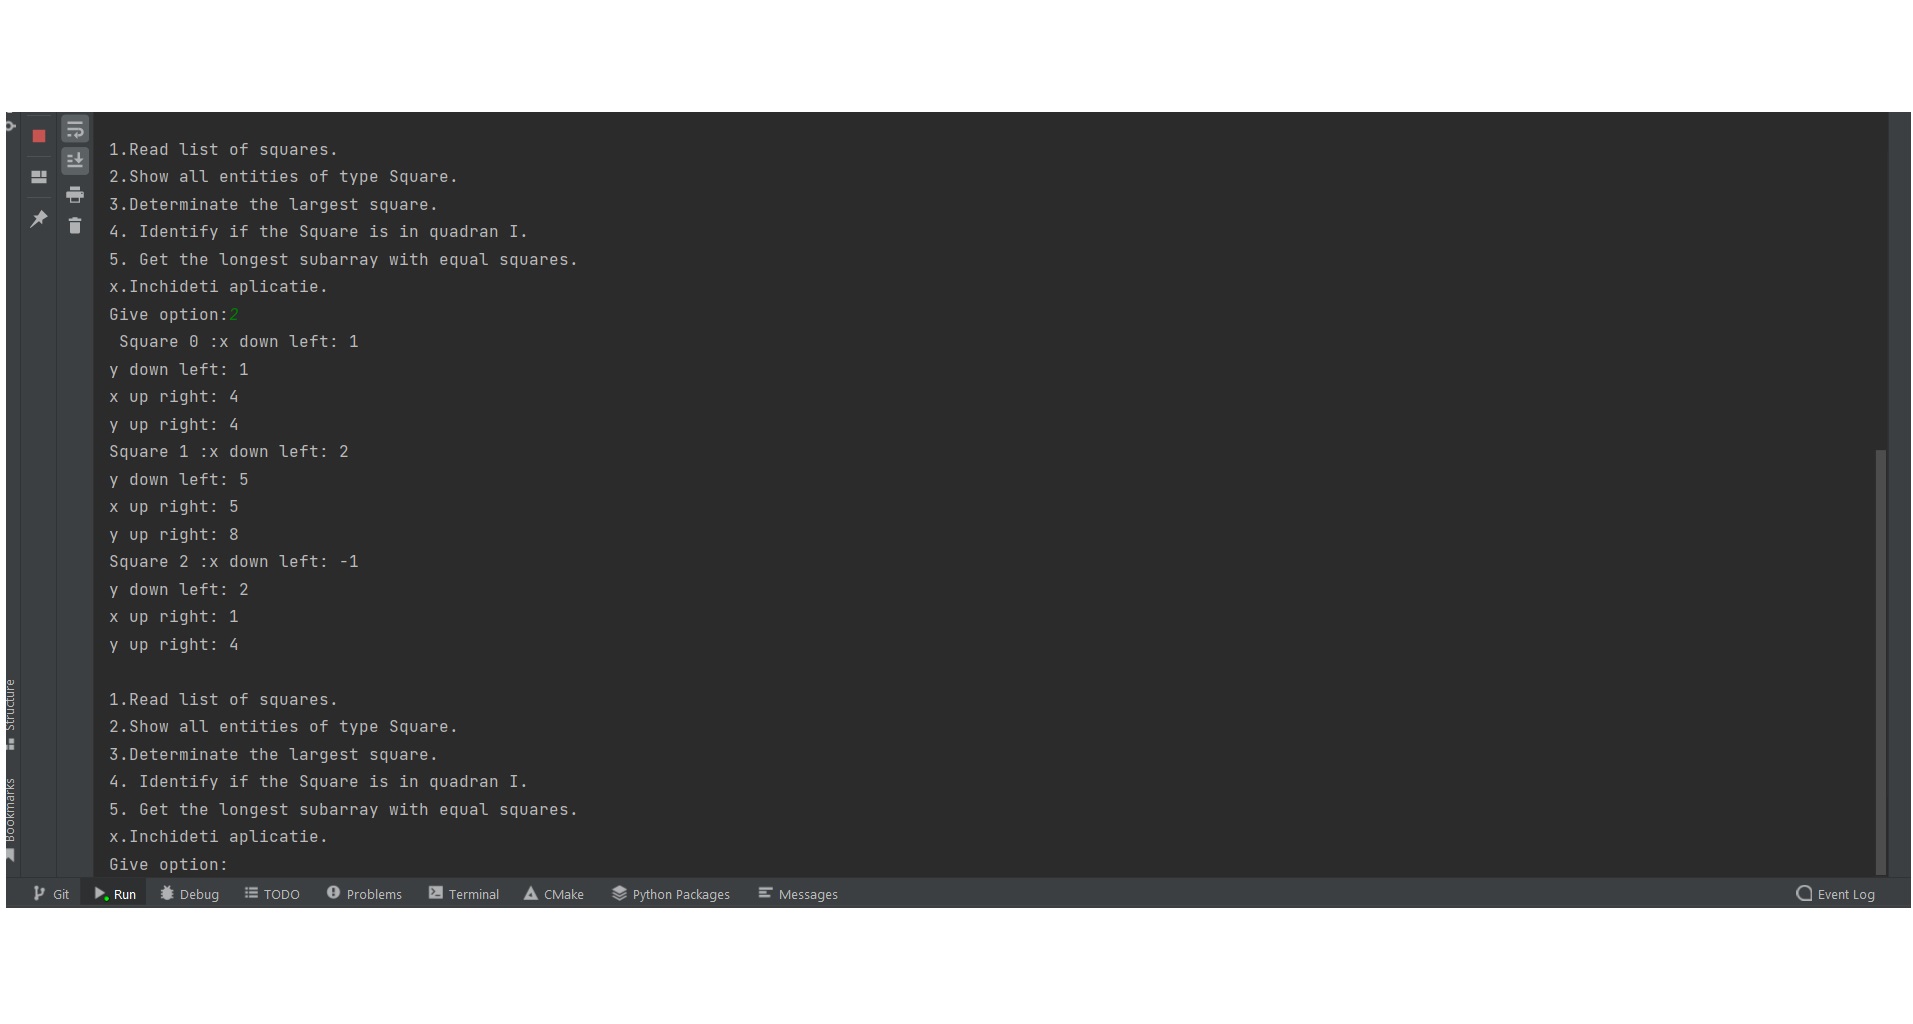 1.Read list of squares.
2.Show all entities of type Square.
3.Determinate the largest square.
4. Identify if the Square is in quadran I.
5. Get the longest subarray with equal squares.
x.Inchideti aplicatie.
Give option:2
Square 0 :x down left: 1
y down left: 1
x up right: 4
y up right: 4
Square 1 :x down left: 2
y down left: 5
x up right: 5
y up right: 8
Square 2 :x down left: -1
y down left: 2
x up right: 1
y up right: 4
1.Read list of squares.
2.Show all entities of type Square.
3.Determinate the largest square.
4. Identify if the Square is in quadran I.
5. Get the longest subarray with equal squares.
x.Inchideti aplicatie.
Give option:
Structure
Bookmarks
Git Run Debug TODO Problems Terminal CMake Python Packages Messages Event Log